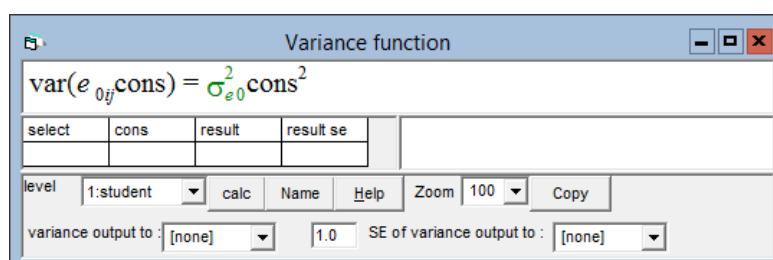 Variance function
var(e₀ᵢⱼcons) = σ²ₑ₀cons²
select cons result result se
level 1:student calc Name Help Zoom 100 Copy
variance output to : [none] 1.0 SE of variance output to : [none]